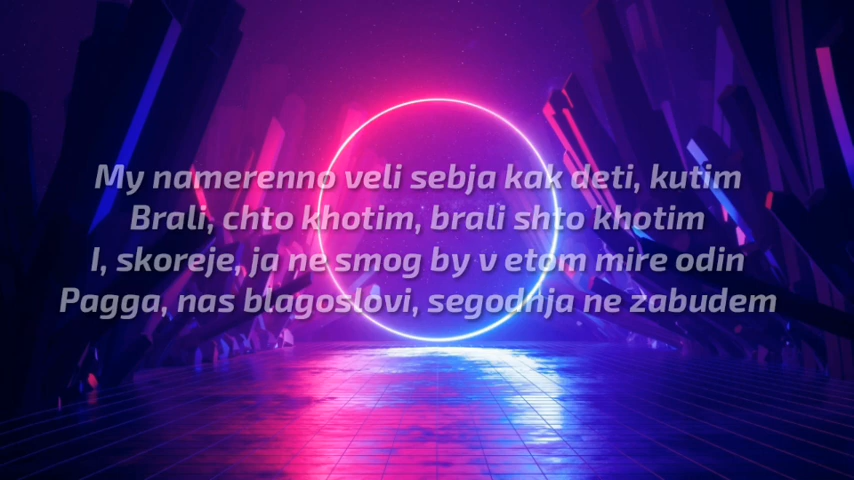 My namerenno veli sebja kak deti, kutim
Brali, chto khotim, brali shto khotim
I, skoreje, ja ne smog by v etom mire odin
Pagga, nas blagoslovi, segodnja ne zabudem